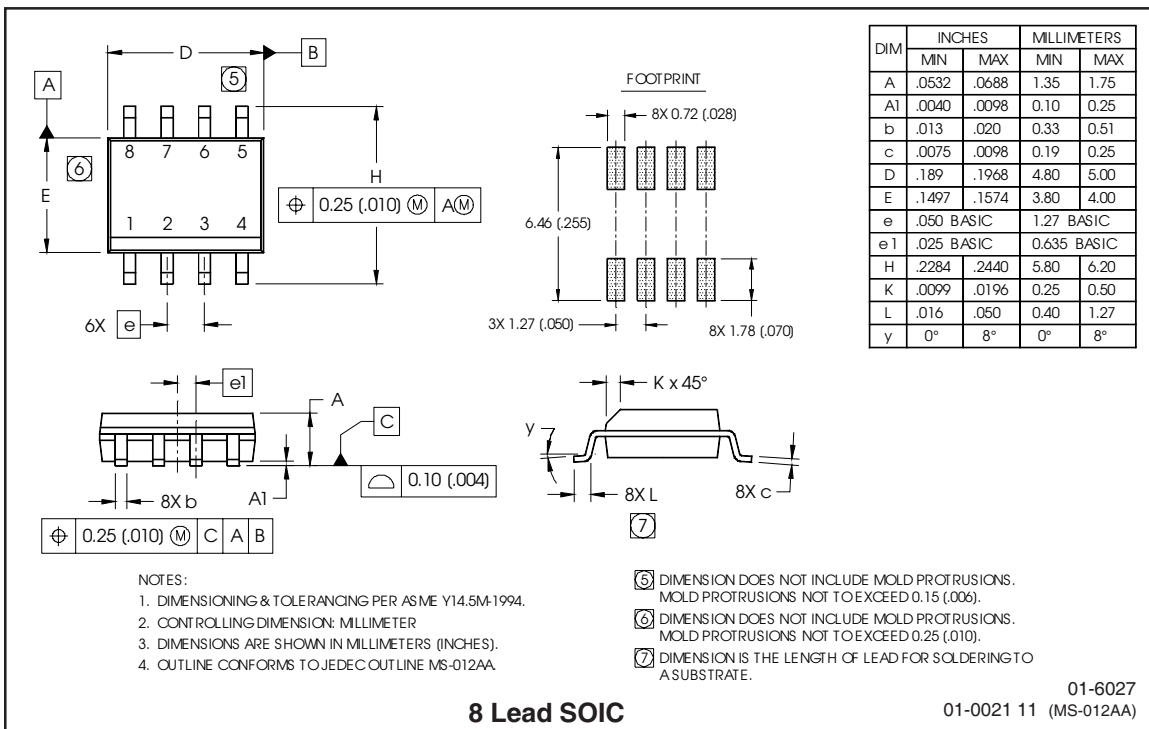 D
B
5
A
8 7 6 5
6
E
H
⌖ 0.25 (.010) Ⓜ A Ⓜ
1 2 3 4
6X e
FOOTPRINT
8X 0.72 (.028)
6.46 (.255)
3X 1.27 (.050)
8X 1.78 (.070)
DIM INCHES MILLIMETERS
MIN MAX MIN MAX
A .0532 .0688 1.35 1.75
A1 .0040 .0098 0.10 0.25
b .013 .020 0.33 0.51
c .0075 .0098 0.19 0.25
D .189 .1968 4.80 5.00
E .1497 .1574 3.80 4.00
e .050 BASIC 1.27 BASIC
e1 .025 BASIC 0.635 BASIC
H .2284 .2440 5.80 6.20
K .0099 .0196 0.25 0.50
L .016 .050 0.40 1.27
y 0° 8° 0° 8°
e1
A
C
0.10 (.004)
8X b
A1
⌖ 0.25 (.010) Ⓜ C A B
K x 45°
y
8X L
8X c
7
NOTES:
1. DIMENSIONING & TOLERANCING PER ASME Y14.5M-1994.
2. CONTROLLING DIMENSION: MILLIMETER
3. DIMENSIONS ARE SHOWN IN MILLIMETERS (INCHES).
4. OUTLINE CONFORMS TO JEDEC OUTLINE MS-012AA.
5 DIMENSION DOES NOT INCLUDE MOLD PROTRUSIONS.
MOLD PROTRUSIONS NOT TO EXCEED 0.15 (.006).
6 DIMENSION DOES NOT INCLUDE MOLD PROTRUSIONS.
MOLD PROTRUSIONS NOT TO EXCEED 0.25 (.010).
7 DIMENSION IS THE LENGTH OF LEAD FOR SOLDERING TO
A SUBSTRATE.
8 Lead SOIC
01-6027
01-0021 11 (MS-012AA)